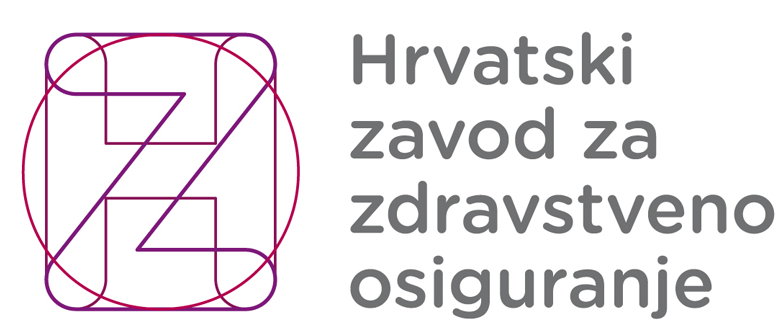 Hrvatski
zavod za
zdravstveno
osiguranje